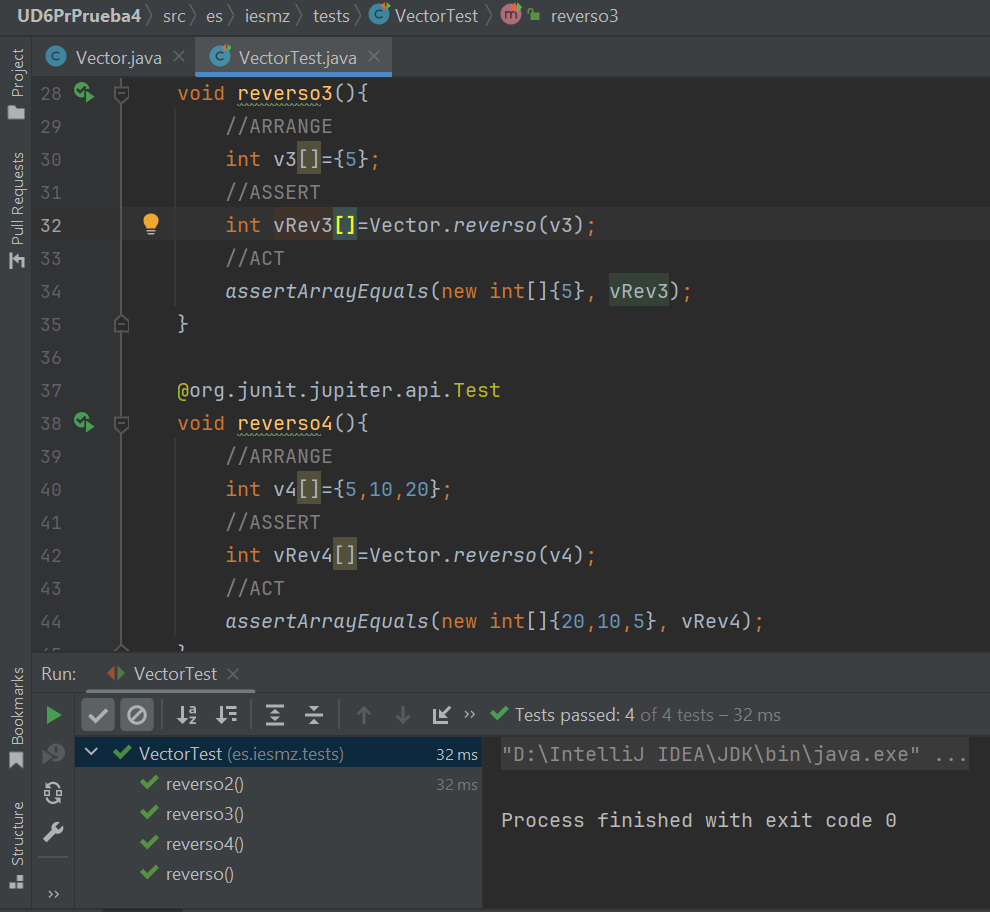 UD6PrPrueba4 src es iesmz tests VectorTest reverso3
Vector.java VectorTest.java
Project
Pull Requests
28 void reverso3(){
29 //ARRANGE
30 int v3[]={5};
31 //ASSERT
32 int vRev3[]=Vector.reverso(v3);
33 //ACT
34 assertArrayEquals(new int[]{5}, vRev3);
35 }
36
37 @org.junit.jupiter.api.Test
38 void reverso4(){
39 //ARRANGE
40 int v4[]={5,10,20};
41 //ASSERT
42 int vRev4[]=Vector.reverso(v4);
43 //ACT
44 assertArrayEquals(new int[]{20,10,5}, vRev4);
Bookmarks
Structure
Run: VectorTest
Tests passed: 4 of 4 tests – 32 ms
VectorTest (es.iesmz.tests) 32 ms
reverso2() 32 ms
reverso3()
reverso4()
reverso()
"D:\IntelliJ IDEA\JDK\bin\java.exe" ...
Process finished with exit code 0